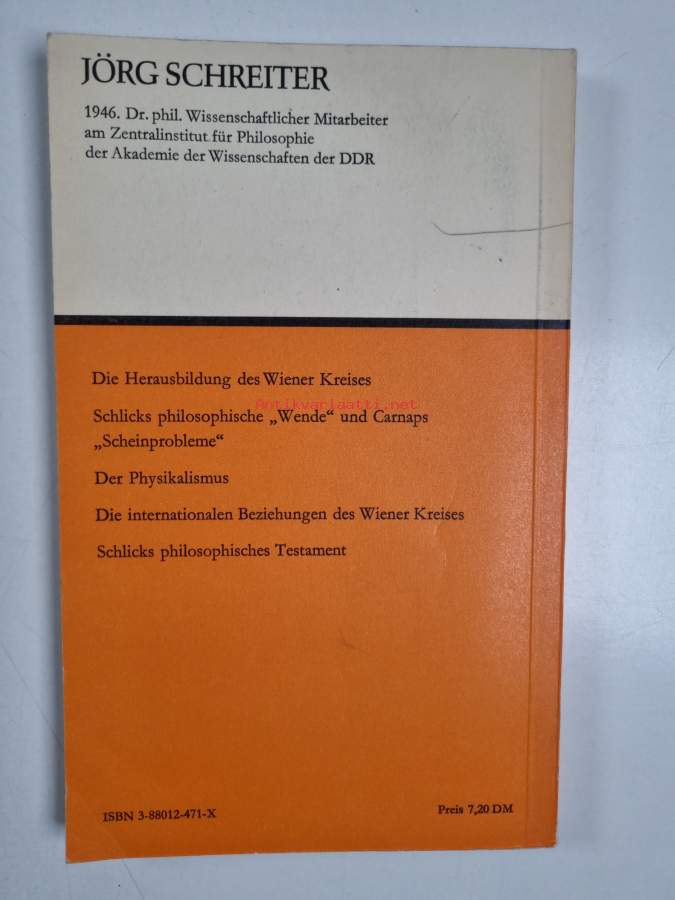 JÖRG SCHREITER
1946. Dr. phil. Wissenschaftlicher Mitarbeiter
am Zentralinstitut für Philosophie
der Akademie der Wissenschaften der DDR
Die Herausbildung des Wiener Kreises
Antikvariaatti.net
Schlicks philosophische „Wende“ und Carnaps
„Scheinprobleme“
Der Physikalismus
Die internationalen Beziehungen des Wiener Kreises
Schlicks philosophisches Testament
ISBN 3-88012-471-X
Preis 7,20 DM